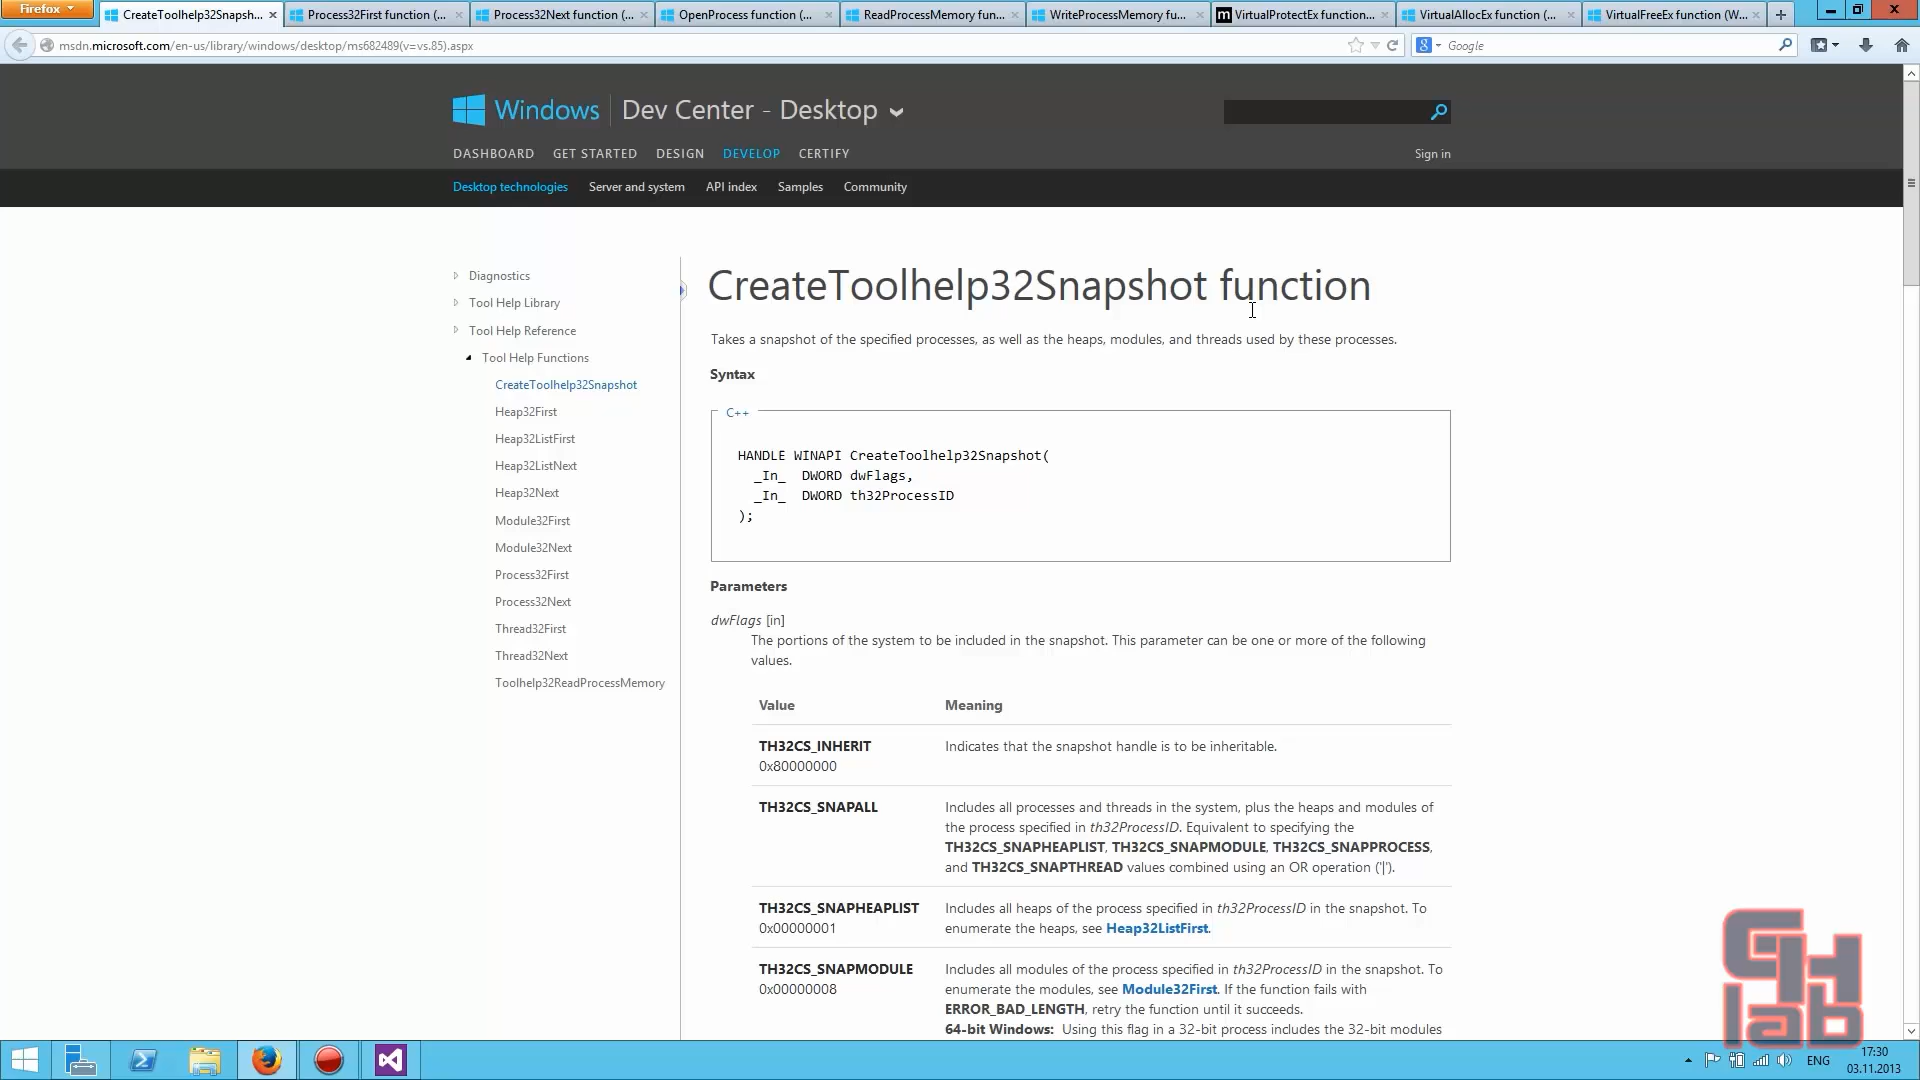 Firefox
CreateToolhelp32Snapsh...
Process32First function (...
Process32Next function (...
OpenProcess function (...
ReadProcessMemory fun...
WriteProcessMemory fu...
VirtualProtectEx function...
VirtualAllocEx function (...
VirtualFreeEx function (W...
msdn.microsoft.com/en-us/library/windows/desktop/ms682489(v=vs.85).aspx
Google
Windows
Dev Center - Desktop
DASHBOARD GET STARTED DESIGN DEVELOP CERTIFY
Sign in
Desktop technologies Server and system API index Samples Community
Diagnostics
Tool Help Library
Tool Help Reference
Tool Help Functions
CreateToolhelp32Snapshot
Heap32First
Heap32ListFirst
Heap32ListNext
Heap32Next
Module32First
Module32Next
Process32First
Process32Next
Thread32First
Thread32Next
Toolhelp32ReadProcessMemory
CreateToolhelp32Snapshot function
Takes a snapshot of the specified processes, as well as the heaps, modules, and threads used by these processes.
Syntax
C++
HANDLE WINAPI CreateToolhelp32Snapshot(
_In_ DWORD dwFlags,
_In_ DWORD th32ProcessID
);
Parameters
dwFlags [in]
The portions of the system to be included in the snapshot. This parameter can be one or more of the following
values.
Value Meaning
TH32CS_INHERIT
0x80000000
Indicates that the snapshot handle is to be inheritable.
TH32CS_SNAPALL
Includes all processes and threads in the system, plus the heaps and modules of
the process specified in th32ProcessID. Equivalent to specifying the
TH32CS_SNAPHEAPLIST, TH32CS_SNAPMODULE, TH32CS_SNAPPROCESS,
and TH32CS_SNAPTHREAD values combined using an OR operation ('|').
TH32CS_SNAPHEAPLIST
0x00000001
Includes all heaps of the process specified in th32ProcessID in the snapshot. To
enumerate the heaps, see Heap32ListFirst.
TH32CS_SNAPMODULE
0x00000008
Includes all modules of the process specified in th32ProcessID in the snapshot. To
enumerate the modules, see Module32First. If the function fails with
ERROR_BAD_LENGTH, retry the function until it succeeds.
64-bit Windows: Using this flag in a 32-bit process includes the 32-bit modules
GH
lab
ENG
17:30
03.11.2013